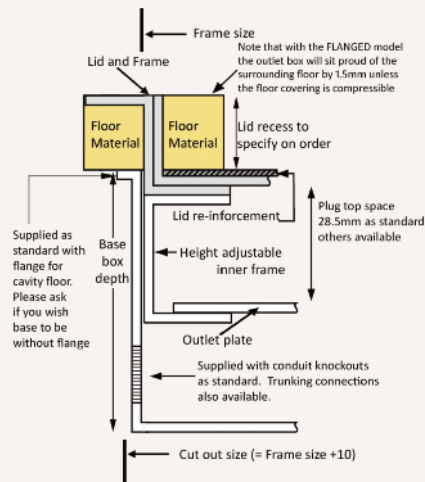 Frame size
Note that with the FLANGED model
the outlet box will sit proud of the
surrounding floor by 1.5mm unless
the floor covering is compressible
Lid and Frame
Floor
Material
Floor
Material
Lid recess to
specify on order
Lid re-inforcement
Plug top space
28.5mm as standard
others available
Supplied as
standard with
flange for
cavity floor.
Please ask
if you wish
base to be
without flange
Base
box
depth
Height adjustable
inner frame
Outlet plate
Supplied with conduit knockouts
as standard. Trunking connections
also available.
Cut out size (= Frame size +10)